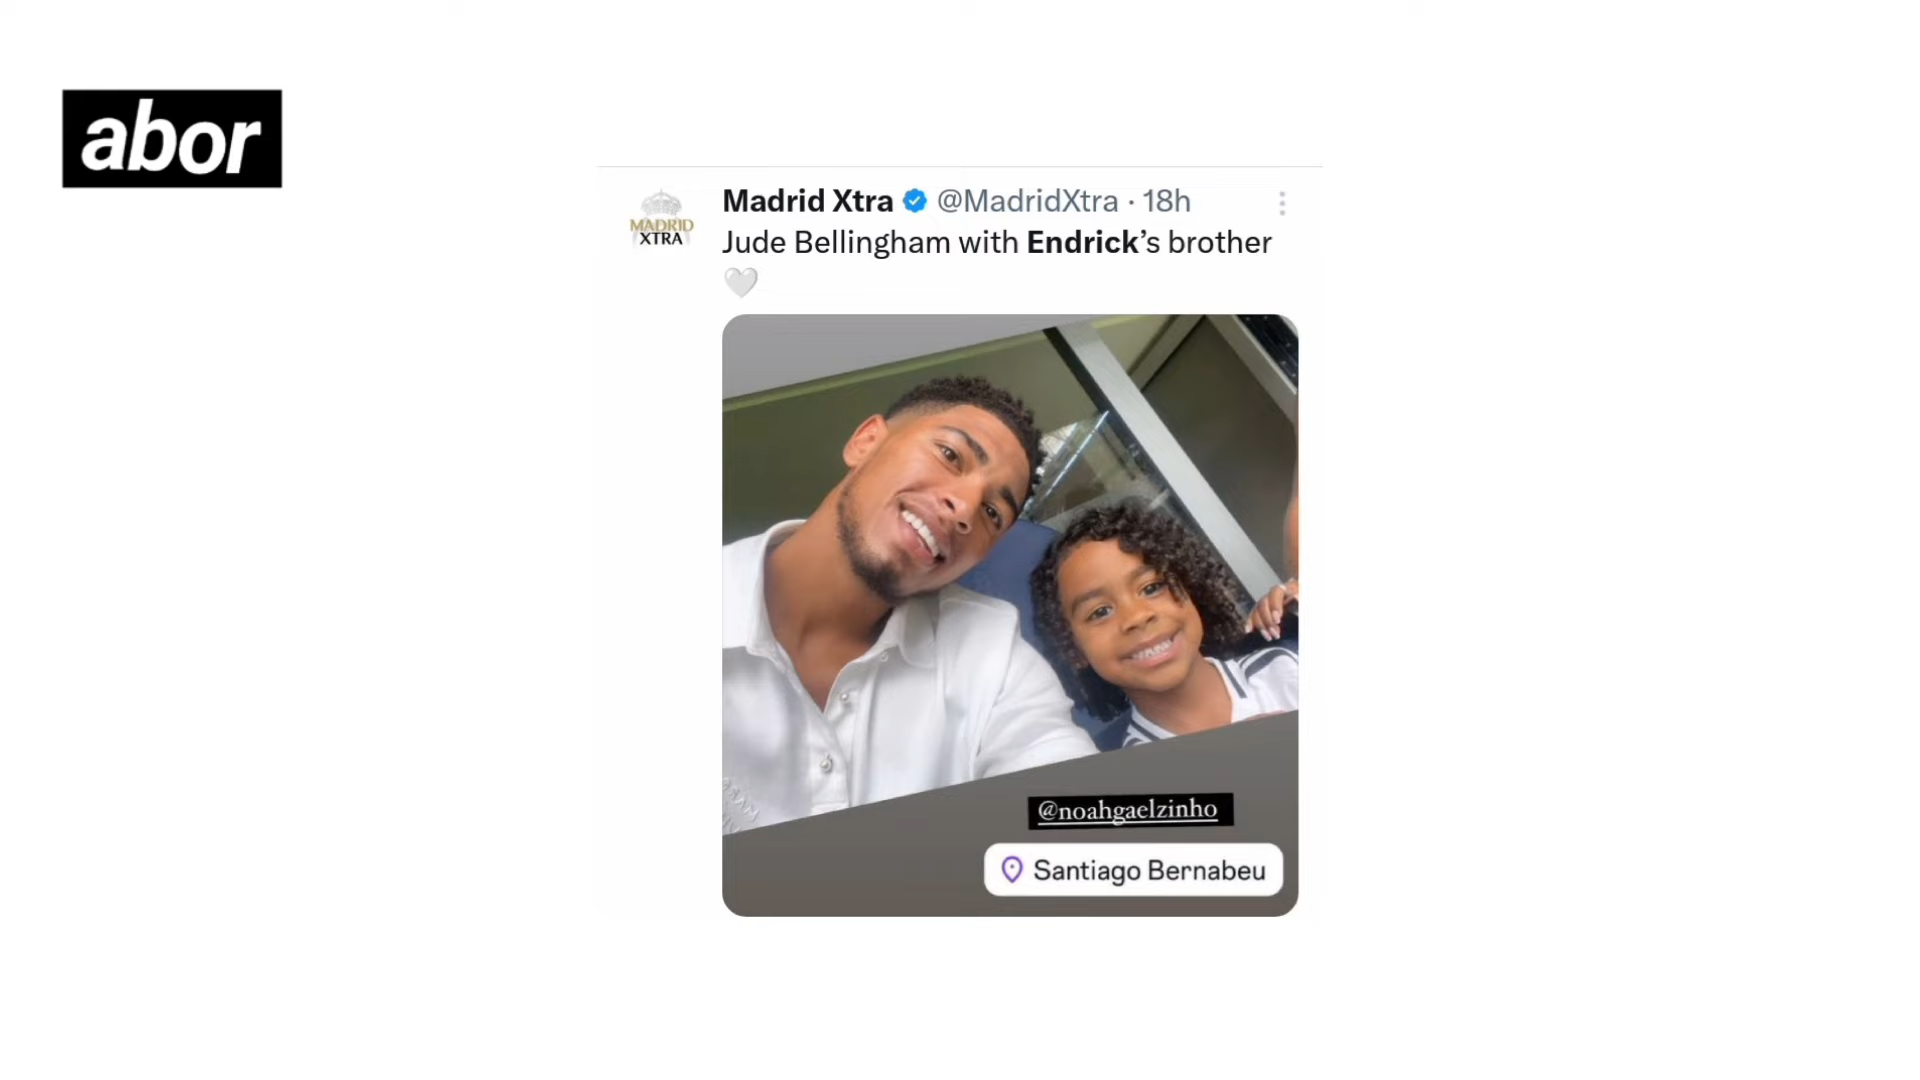 abor
MADRID
XTRA
Madrid Xtra @MadridXtra · 18h
Jude Bellingham with Endrick’s brother
🤍
@noahgaelzinho
Santiago Bernabeu